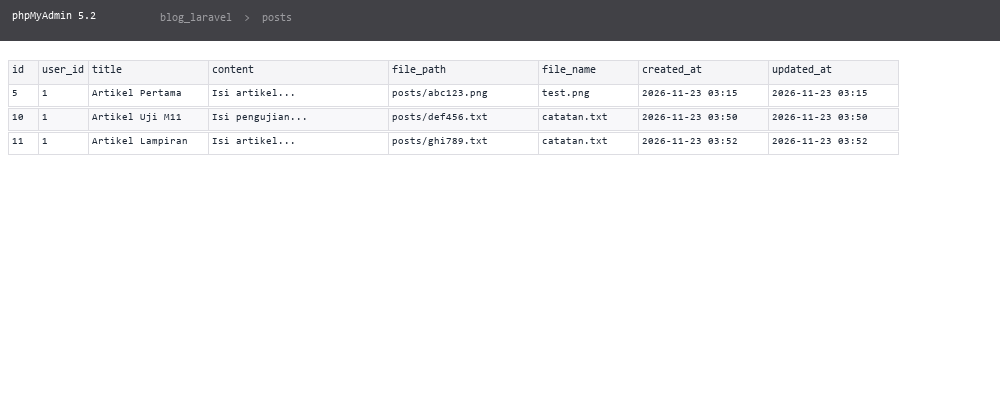 phpMyAdmin 5.2 blog_laravel > posts
id user_id title content file_path file_name created_at updated_at
5 1 Artikel Pertama Isi artikel... posts/abc123.png test.png 2026-11-23 03:15 2026-11-23 03:15
10 1 Artikel Uji M11 Isi pengujian... posts/def456.txt catatan.txt 2026-11-23 03:50 2026-11-23 03:50
11 1 Artikel Lampiran Isi artikel... posts/ghi789.txt catatan.txt 2026-11-23 03:52 2026-11-23 03:52